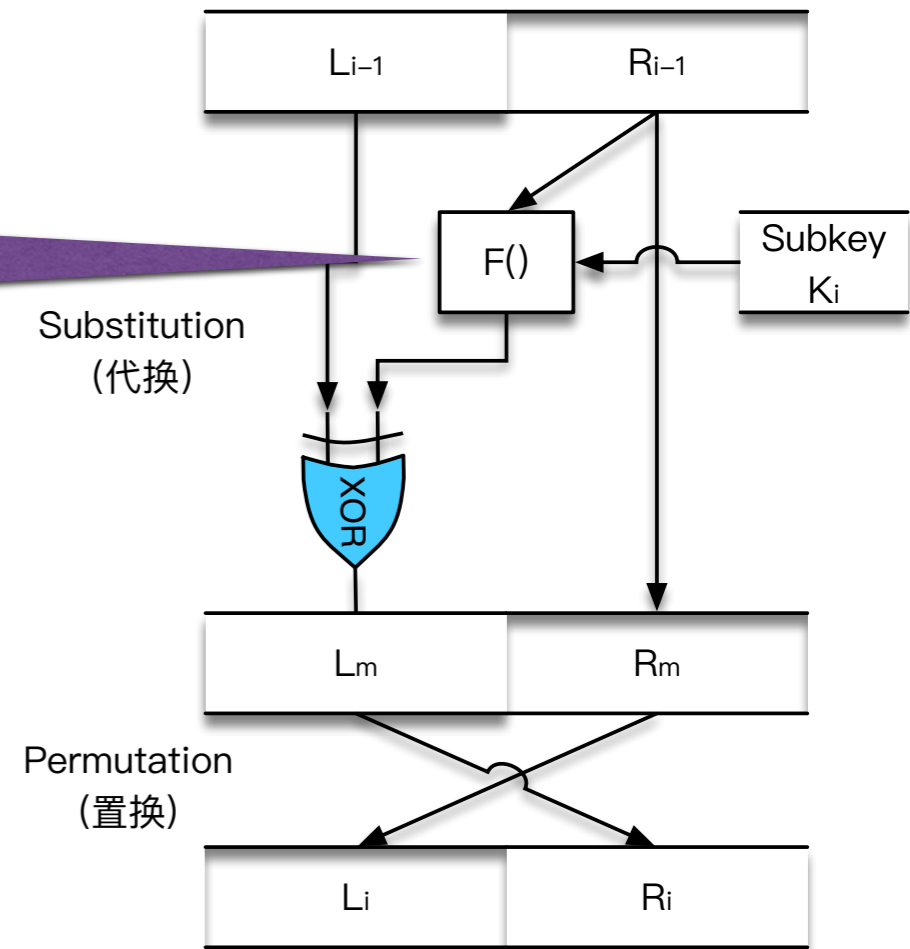 Li–1
Ri–1
F()
Subkey
Ki
Substitution
(代换)
XOR
Lm
Rm
Permutation
(置换)
Li
Ri